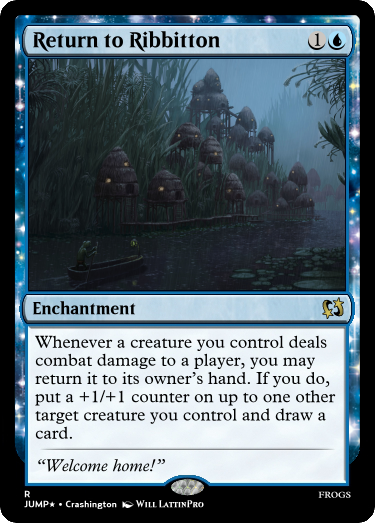 Return to Ribbitton 1
Enchantment
Whenever a creature you control deals
combat damage to a player, you may
return it to its owner's hand. If you do,
put a +1/+1 counter on up to one other
target creature you control and draw a
card.
“Welcome home!”
R FROGS
JUMP★ • Crashington Will LattinPro